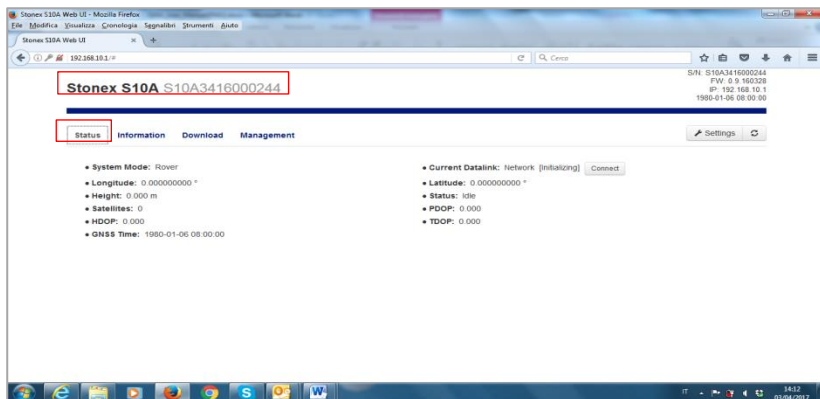 Stonex S10A Web UI - Mozilla Firefox
File Modifica Visualizza Cronologia Segnalibri Strumenti Aiuto
Stonex S10A Web UI
192.168.10.1/#
Cerca
Stonex S10A S10A3416000244
S/N: S10A3416000244
FW: 0.9.160328
IP: 192.168.10.1
1980-01-06 08:00:00
Status Information Download Management Settings
• System Mode: Rover
• Current Datalink: Network [Initializing] Connect
• Longitude: 0.000000000 °
• Latitude: 0.000000000 °
• Height: 0.000 m
• Status: Idle
• Satellites: 0
• PDOP: 0.000
• HDOP: 0.000
• TDOP: 0.000
• GNSS Time: 1980-01-06 08:00:00
IT
14:12
03/04/2017